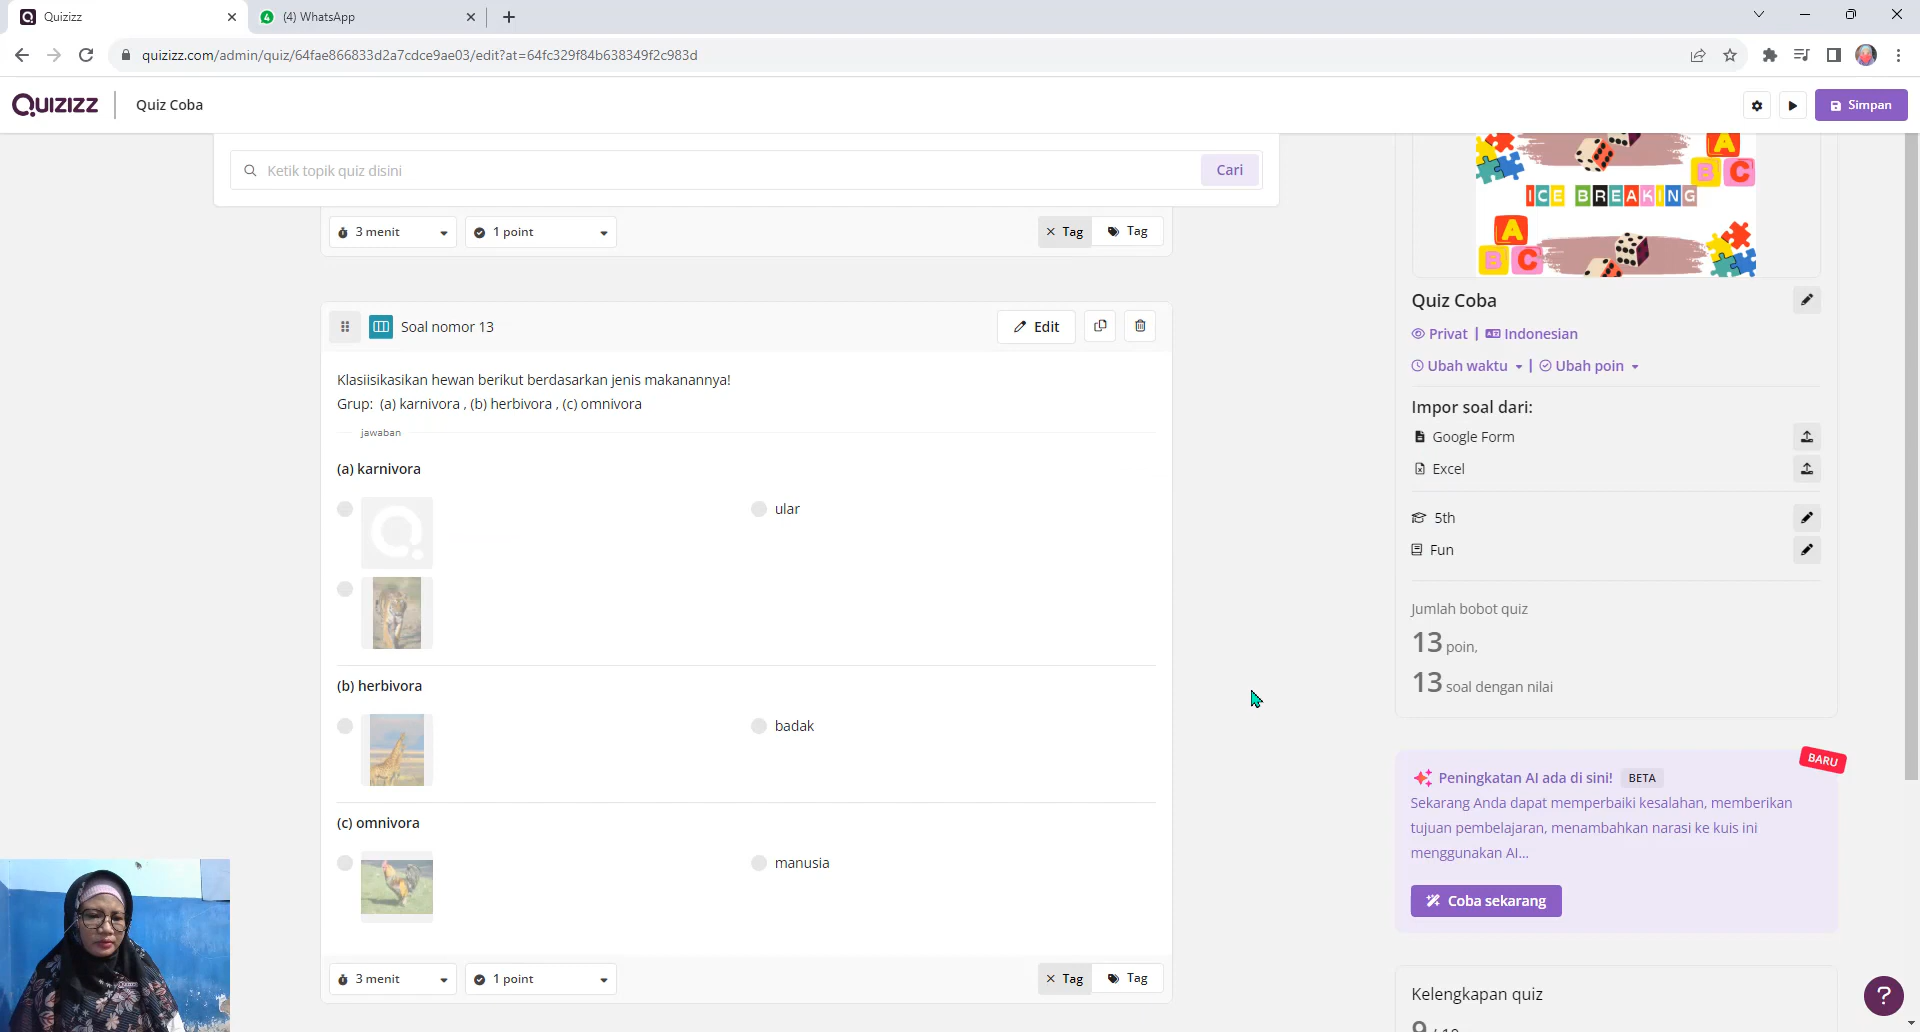 Quizizz
(4) WhatsApp
quizizz.com/admin/quiz/64fae866833d2a7cdce9ae03/edit?at=64fc329f84b638349f2c983d
QUIZIZZ
Quiz Coba
Simpan
Ketik topik quiz disini
Cari
3 menit
1 point
Tag
Tag
Soal nomor 13
Edit
Klasiisikasikan hewan berikut berdasarkan jenis makanannya!
Grup: (a) karnivora , (b) herbivora , (c) omnivora
jawaban
(a) karnivora
ular
(b) herbivora
badak
(c) omnivora
manusia
3 menit
1 point
Tag
Tag
A
B C
ICE BREAKING
A
B C
Quiz Coba
Privat | Indonesian
Ubah waktu | Ubah poin
Impor soal dari:
Google Form
Excel
5th
Fun
Jumlah bobot quiz
13 poin,
13 soal dengan nilai
BARU
Peningkatan AI ada di sini! BETA
Sekarang Anda dapat memperbaiki kesalahan, memberikan
tujuan pembelajaran, menambahkan narasi ke kuis ini
menggunakan AI...
Coba sekarang
Kelengkapan quiz
?